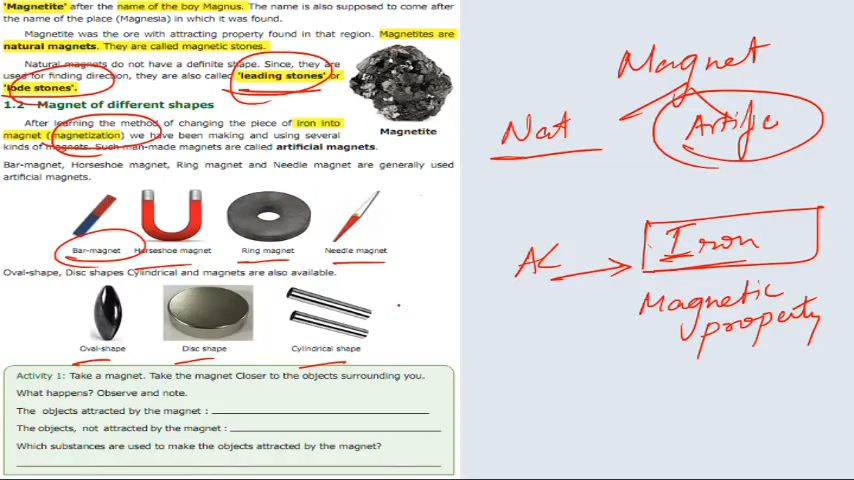 'Magnetite' after the name of the boy Magnus. The name is also supposed to come after
the name of the place (Magnesia) in which it was found.
Magnetite was the ore with attracting property found in that region. Magnetites are
natural magnets. They are called magnetic stones.
Natural magnets do not have a definite shape. Since, they are
used for finding direction, they are also called 'leading stones' or
'lode stones'.
1.2 Magnet of different shapes
After learning the method of changing the piece of iron into
magnet (magnetization) we have been making and using several
kinds of magnets. Such man-made magnets are called artificial magnets.
Magnetite
Bar-magnet, Horseshoe magnet, Ring magnet and Needle magnet are generally used
artificial magnets.
Bar-magnet Horseshoe magnet Ring magnet Needle magnet
Oval-shape, Disc shapes Cylindrical and magnets are also available.
Oval-shape Disc shape Cylindrical shape
Activity 1: Take a magnet. Take the magnet Closer to the objects surrounding you.
What happens? Observe and note.
The objects attracted by the magnet :
The objects, not attracted by the magnet :
Which substances are used to make the objects attracted by the magnet?
Magnet
Nat Artific
Iron
Magnetic
property